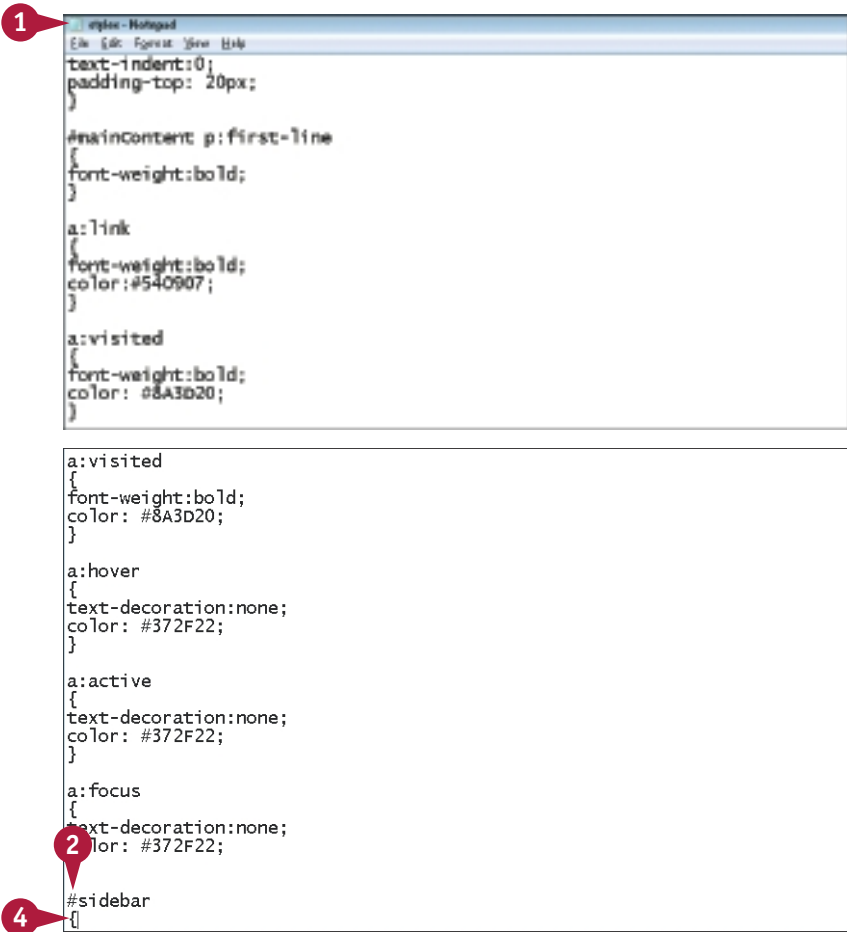 1
styles - Notepad
File Edit Format View Help
text-indent:0;
padding-top: 20px;
}
#mainContent p:first-line
{
font-weight:bold;
}
a:link
{
font-weight:bold;
color:#540907;
}
a:visited
{
font-weight:bold;
color: #8A3D20;
}
a:visited
{
font-weight:bold;
color: #8A3D20;
}
a:hover
{
text-decoration:none;
color: #372F22;
}
a:active
{
text-decoration:none;
color: #372F22;
}
a:focus
{
text-decoration:none;
2 lor: #372F22;
#sidebar
4 {